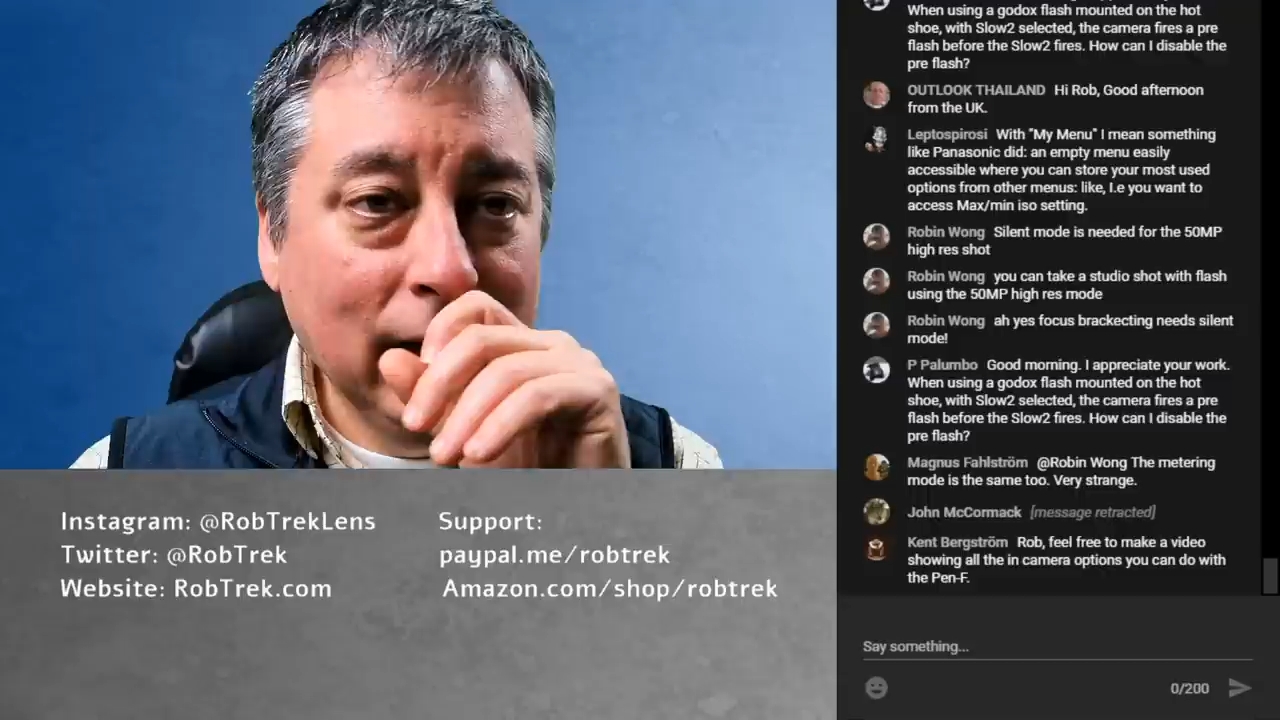 When using a godox flash mounted on the hot
shoe, with Slow2 selected, the camera fires a pre
flash before the Slow2 fires. How can I disable the
pre flash?
OUTLOOK THAILAND Hi Rob, Good afternoon
from the UK.
Leptospirosi With "My Menu" I mean something
like Panasonic did: an empty menu easily
accessible where you can store your most used
options from other menus: like, I.e you want to
access Max/min iso setting.
Robin Wong Silent mode is needed for the 50MP
high res shot
Robin Wong you can take a studio shot with flash
using the 50MP high res mode
Robin Wong ah yes focus brackecting needs silent
mode!
P Palumbo Good morning. I appreciate your work.
When using a godox flash mounted on the hot
shoe, with Slow2 selected, the camera fires a pre
flash before the Slow2 fires. How can I disable the
pre flash?
Magnus Fahlström @Robin Wong The metering
mode is the same too. Very strange.
John McCormack [message retracted]
Kent Bergström Rob, feel free to make a video
showing all the in camera options you can do with
the Pen-F.
Say something...
0/200
Instagram: @RobTrekLens
Twitter: @RobTrek
Website: RobTrek.com
Support:
paypal.me/robtrek
Amazon.com/shop/robtrek